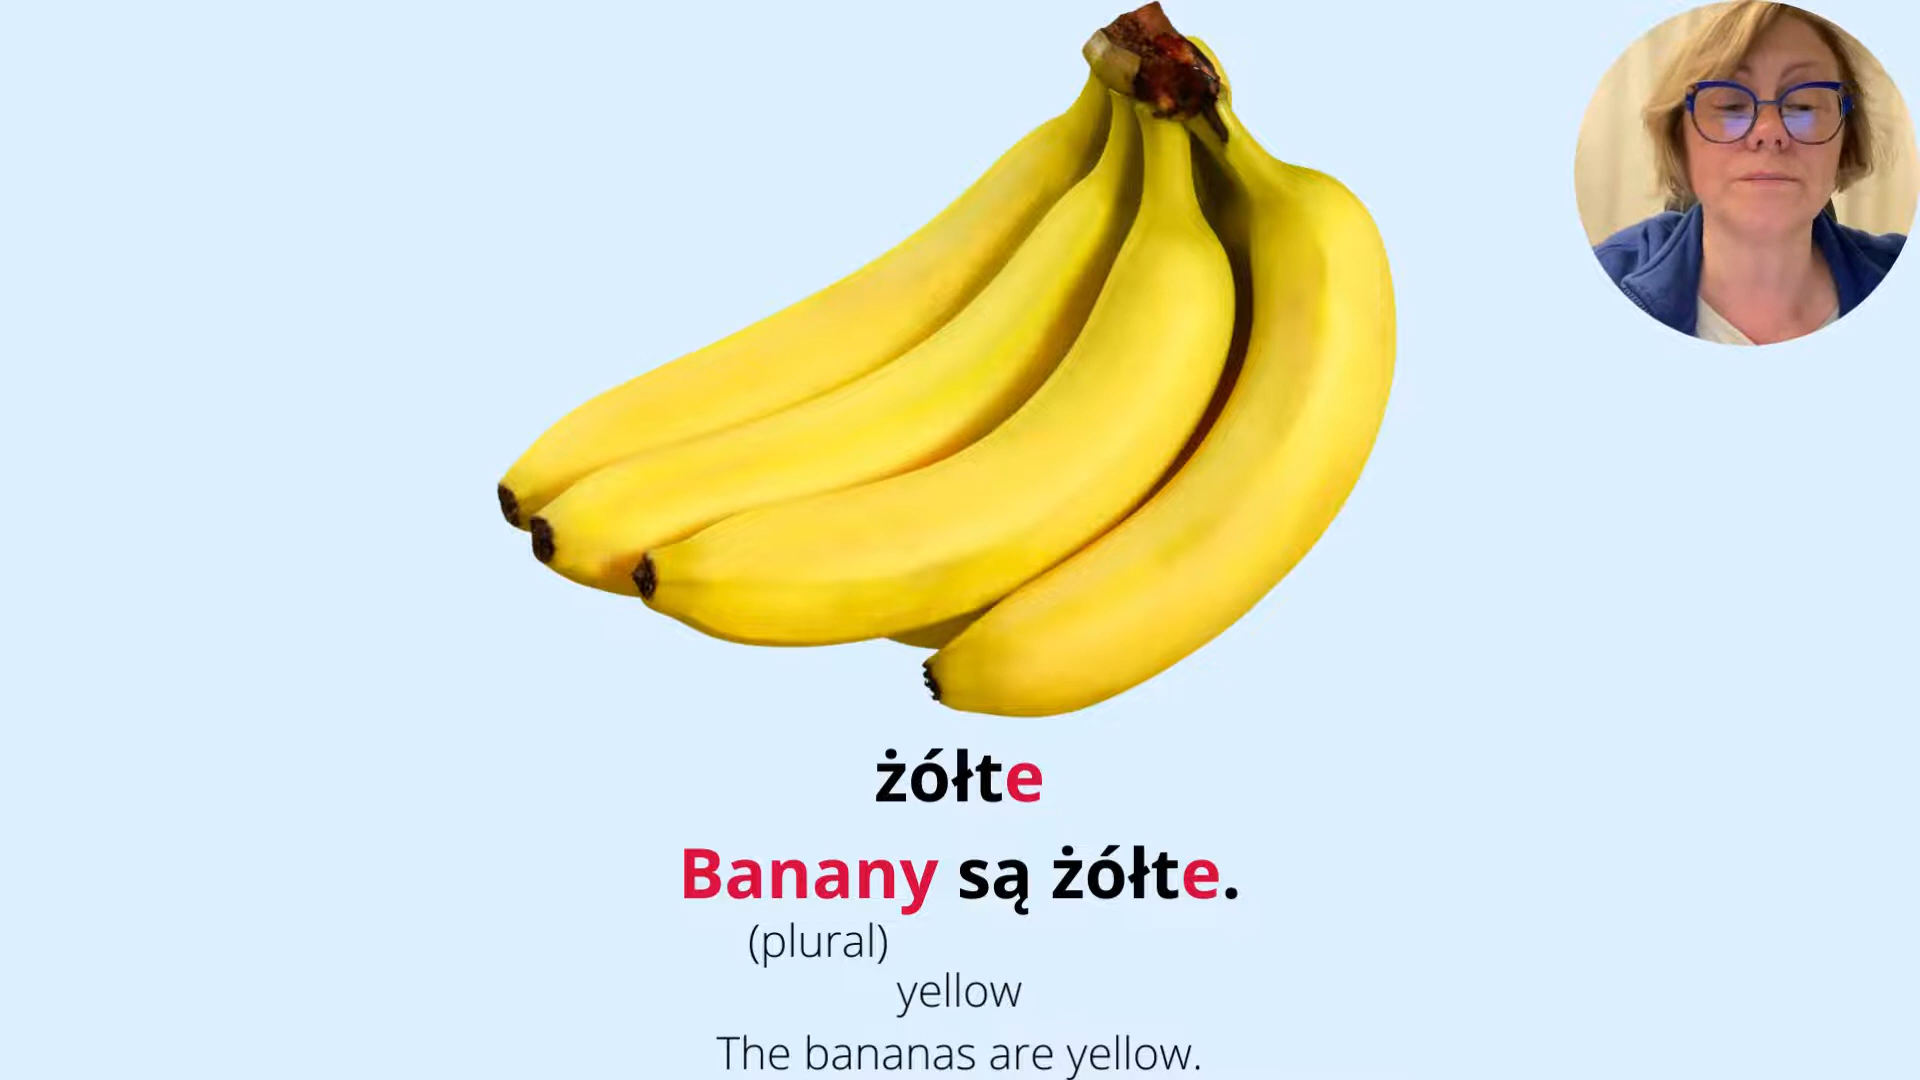 żółte
Banany są żółte.
(plural)
yellow
The bananas are yellow.